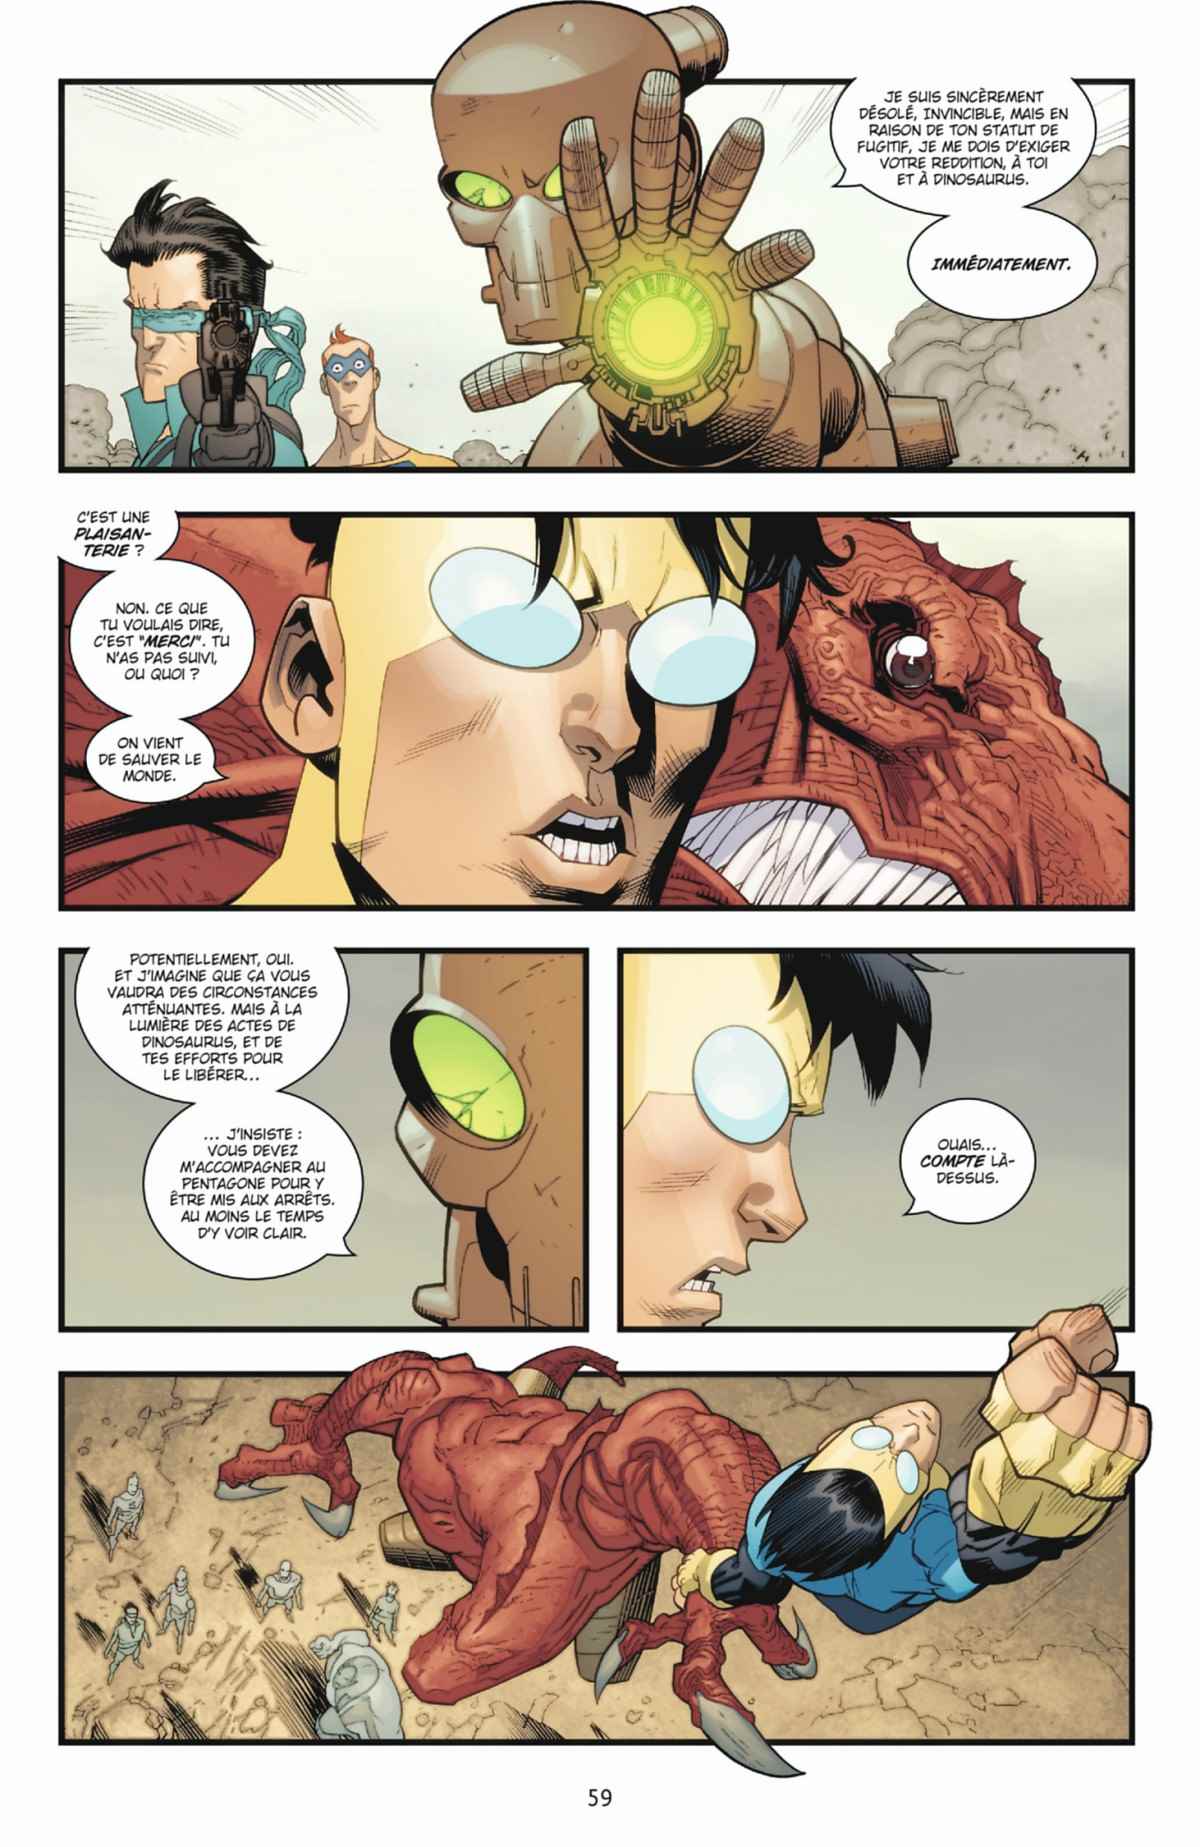 JE SUIS SINCÈREMENT
DÉSOLÉ, INVINCIBLE, MAIS EN
RAISON DE TON STATUT DE
FUGITIF, JE ME DOIS D'EXIGER
VOTRE REDDITION, À TOI
ET À DINOSAURUS.
IMMÉDIATEMENT.
C'EST UNE
PLAISAN-
TERIE ?
NON. CE QUE
TU VOULAIS DIRE,
C'EST "MERCI". TU
N'AS PAS SUIVI,
OU QUOI ?
ON VIENT
DE SAUVER LE
MONDE.
POTENTIELLEMENT, OUI.
ET J'IMAGINE QUE ÇA VOUS
VAUDRA DES CIRCONSTANCES
ATTÉNUANTES. MAIS À LA
LUMIÈRE DES ACTES DE
DINOSAURUS, ET DE
TES EFFORTS POUR
LE LIBÉRER...
... J'INSISTE :
VOUS DEVEZ
M'ACCOMPAGNER AU
PENTAGONE POUR Y
ÊTRE MIS AUX ARRÊTS.
AU MOINS LE TEMPS
D'Y VOIR CLAIR.
OUAIS...
COMPTE LÀ-
DESSUS.
59